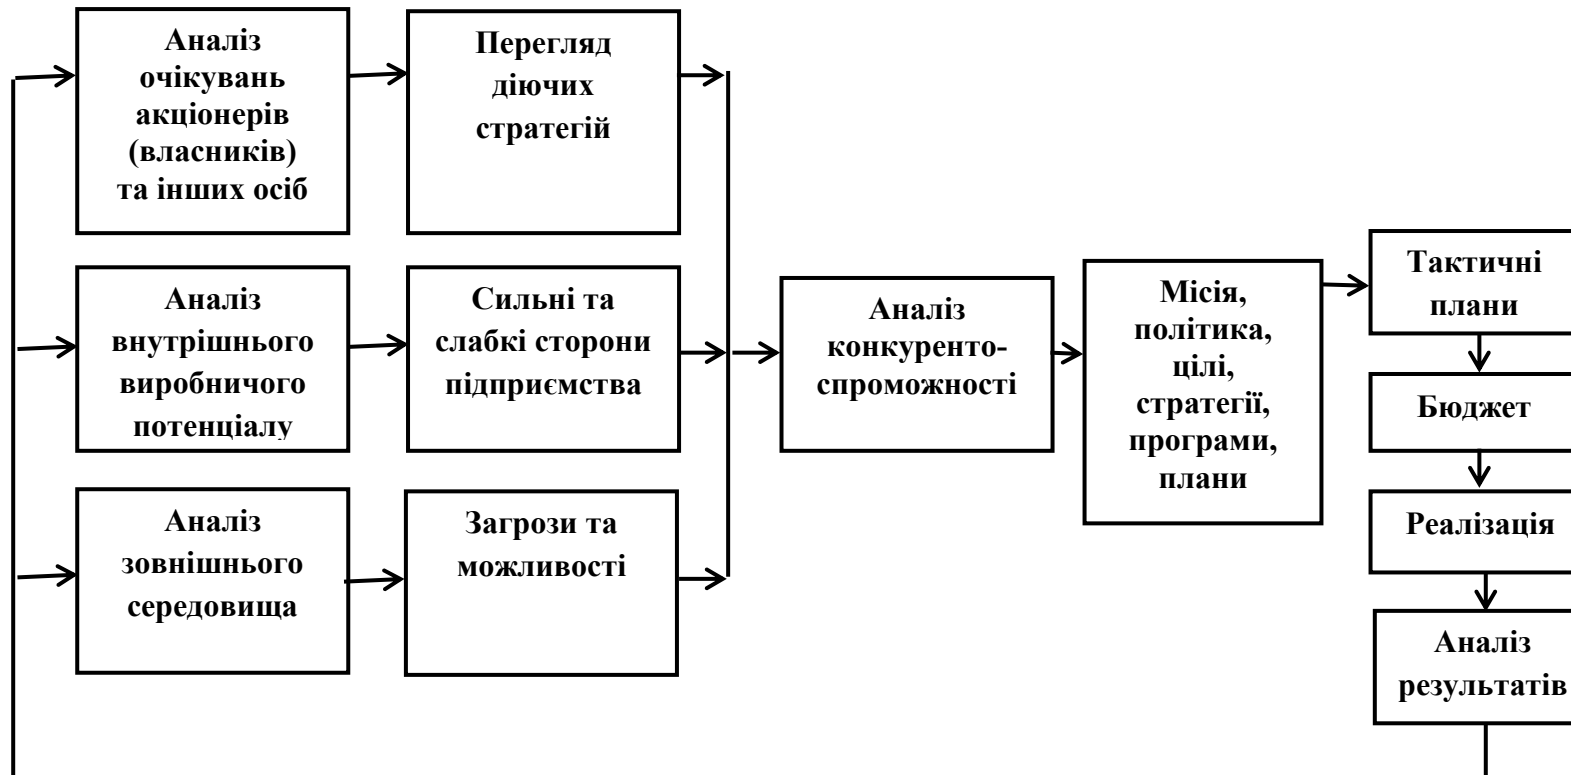 Аналіз
очікувань
акціонерів
(власників)
та інших осіб
Перегляд
діючих
стратегій
Аналіз
внутрішнього
виробничого
потенціалу
Сильні та
слабкі сторони
підприємства
Аналіз
зовнішнього
середовища
Загрози та
можливості
Аналіз
конкуренто-
спроможності
Місія,
політика,
цілі,
стратегії,
програми,
плани
Тактичні
плани
Бюджет
Реалізація
Аналіз
результатів